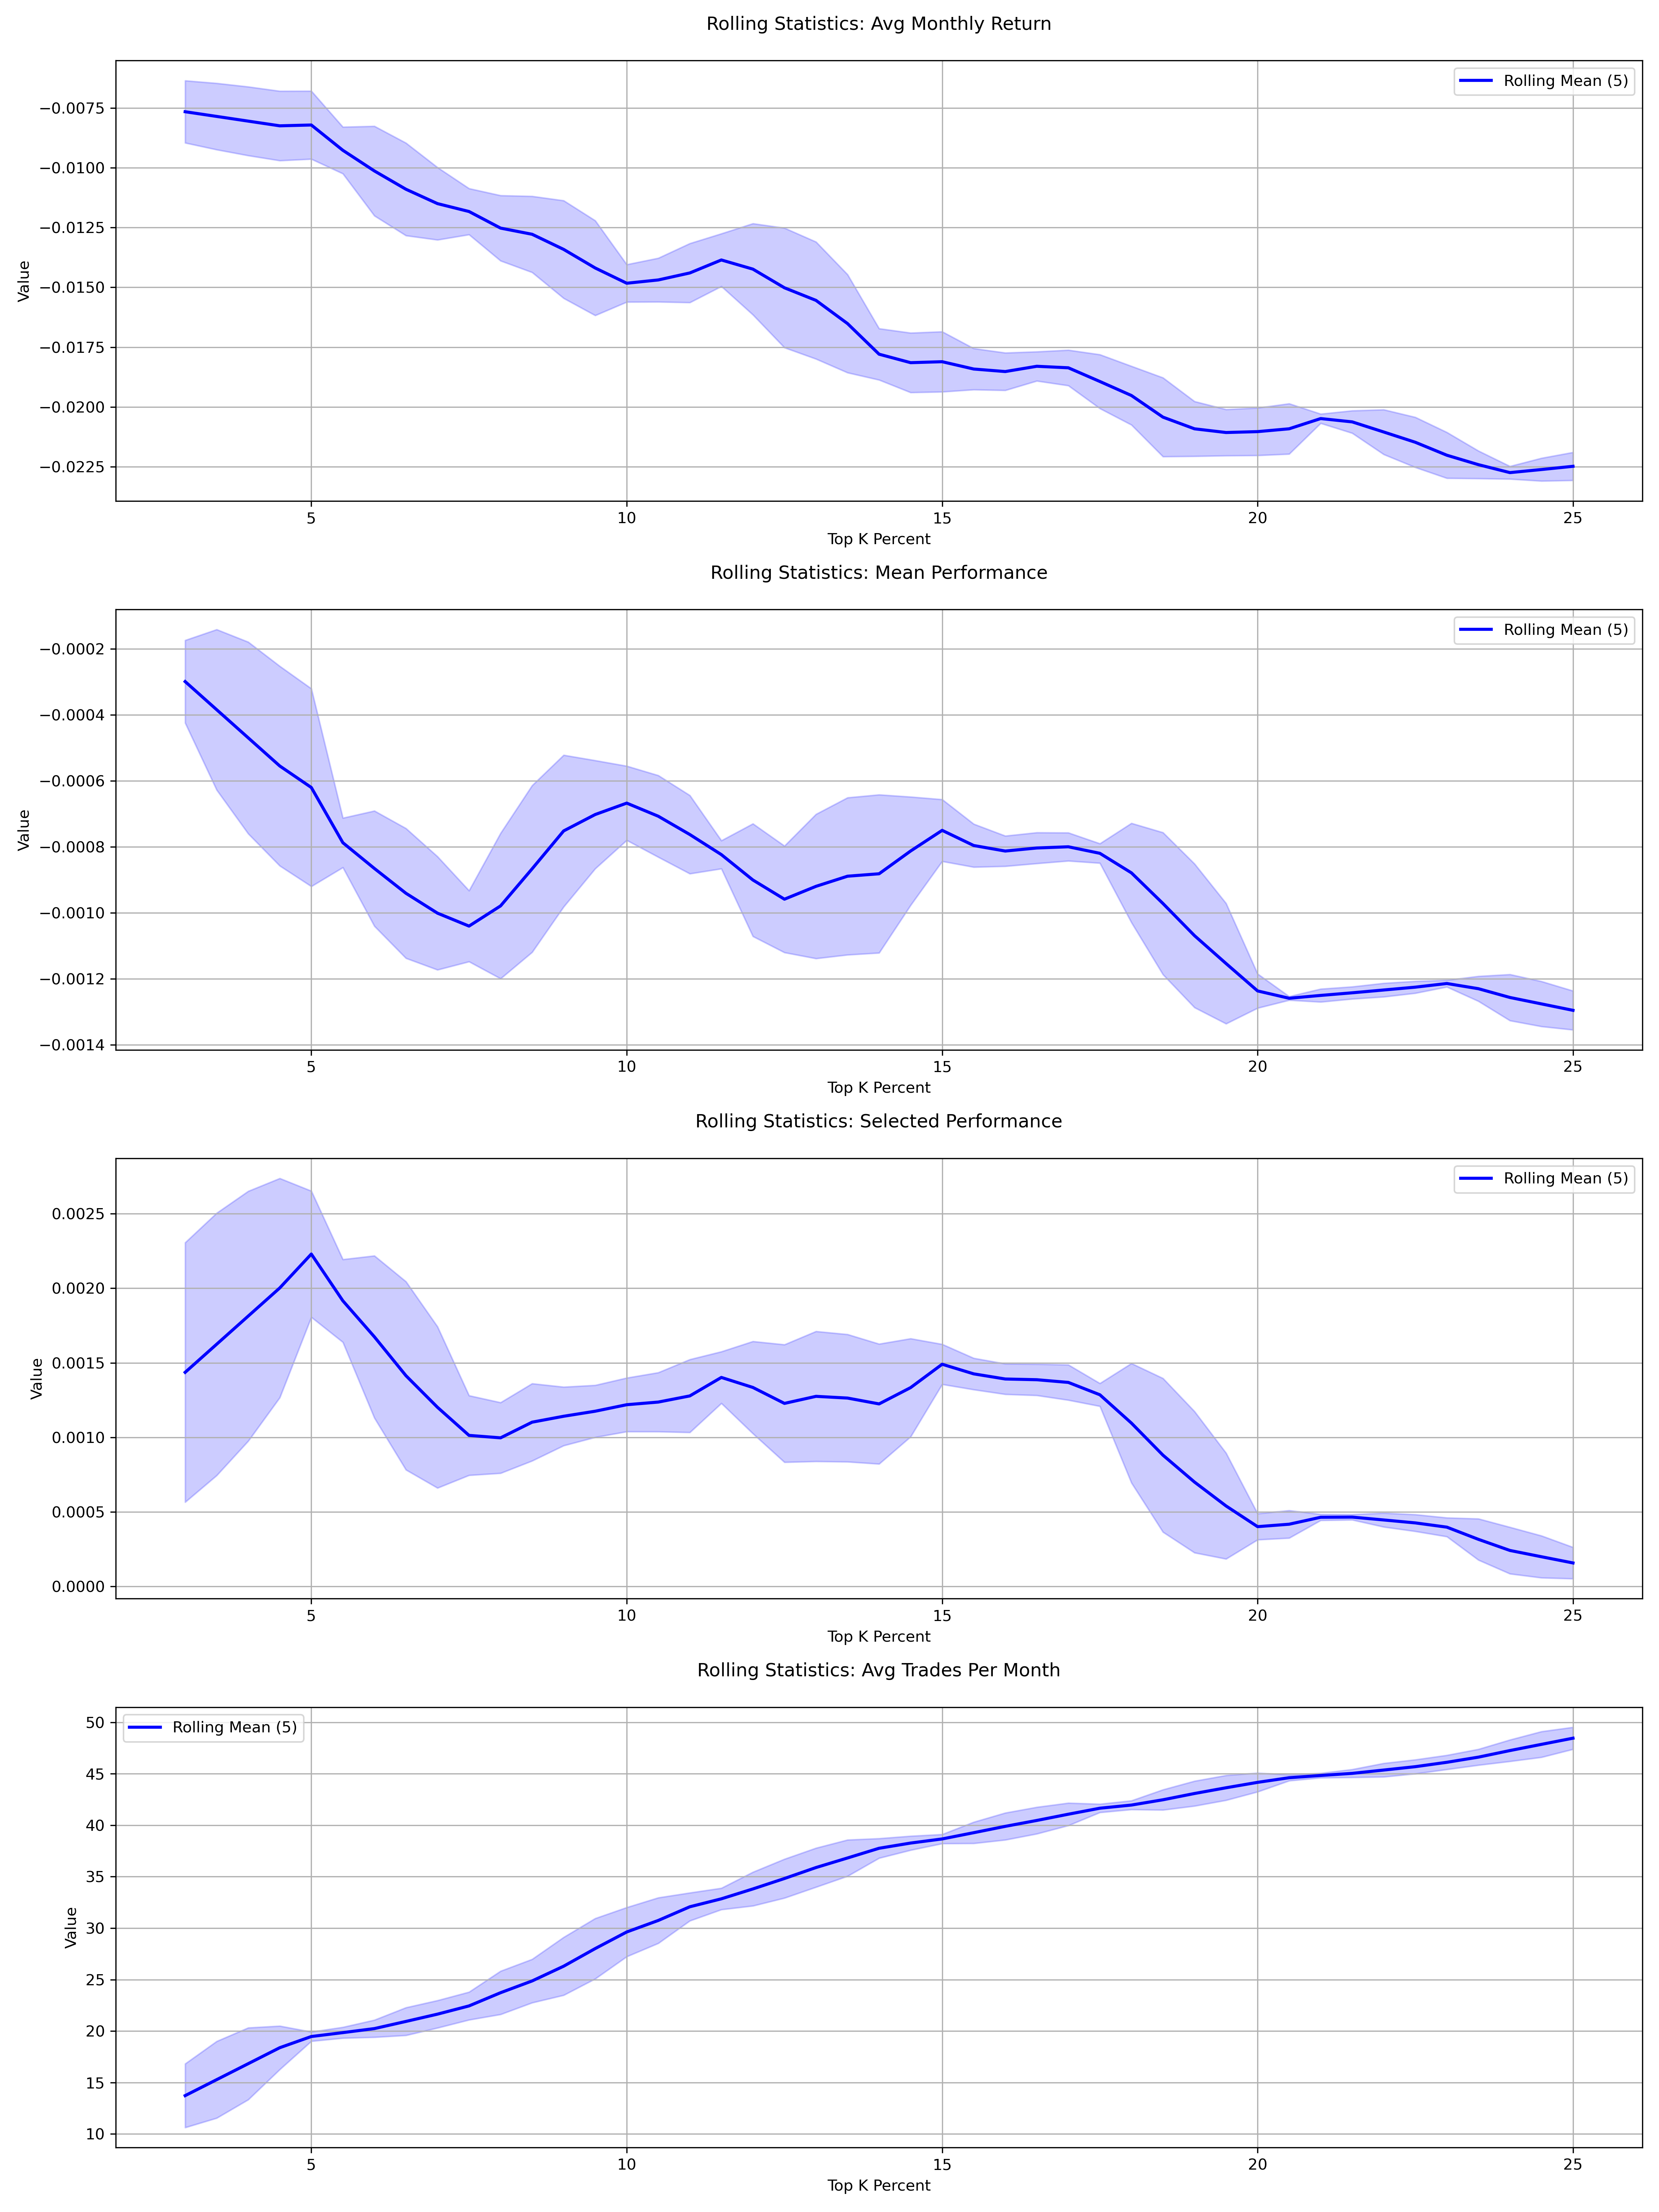 Rolling Statistics: Avg Monthly Return
Rolling Mean (5)
−0.0075
−0.0100
−0.0125
−0.0150
−0.0175
−0.0200
−0.0225
Value
5 10 15 20 25
Top K Percent
Rolling Statistics: Mean Performance
Rolling Mean (5)
−0.0002
−0.0004
−0.0006
−0.0008
−0.0010
−0.0012
−0.0014
Value
5 10 15 20 25
Top K Percent
Rolling Statistics: Selected Performance
Rolling Mean (5)
0.0025
0.0020
0.0015
0.0010
0.0005
0.0000
Value
5 10 15 20 25
Top K Percent
Rolling Statistics: Avg Trades Per Month
Rolling Mean (5)
50
45
40
35
30
25
20
15
10
Value
5 10 15 20 25
Top K Percent